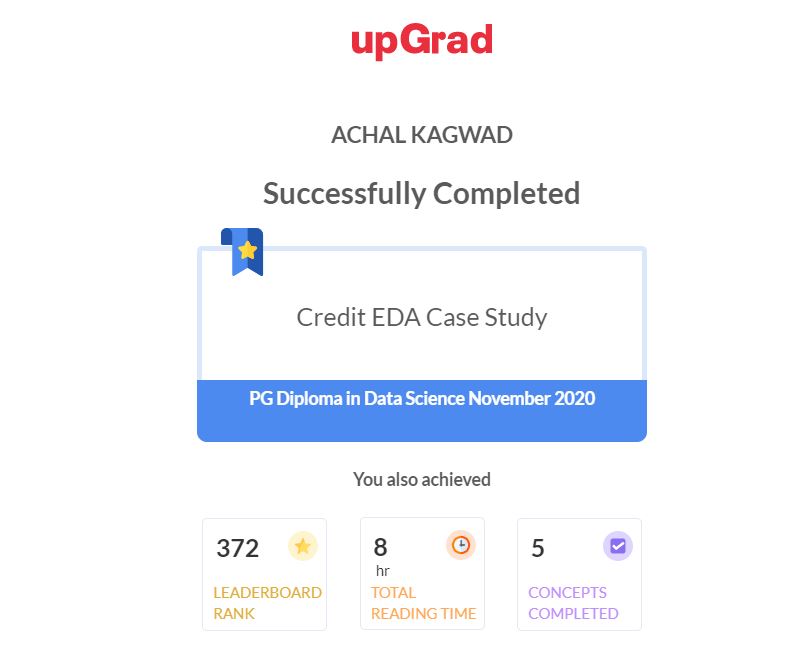 upGrad
ACHAL KAGWAD
Successfully Completed
Credit EDA Case Study
PG Diploma in Data Science November 2020
You also achieved
372
LEADERBOARD
RANK
8
hr
TOTAL
READING TIME
5
CONCEPTS
COMPLETED